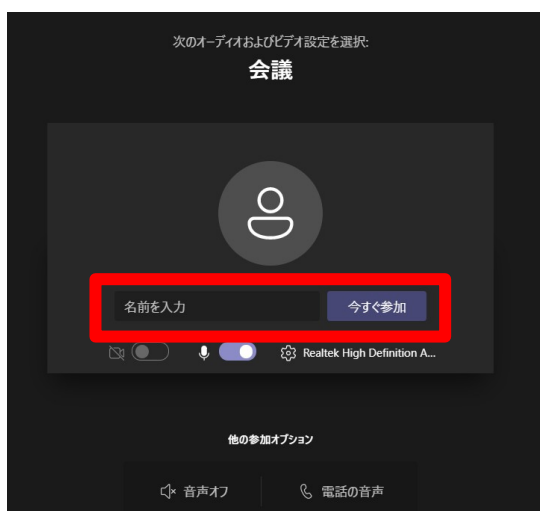 次のオーディオおよびビデオ設定を選択:
会議
名前を入力
今すぐ参加
Realtek High Definition A...
他の参加オプション
音声オフ
電話の音声